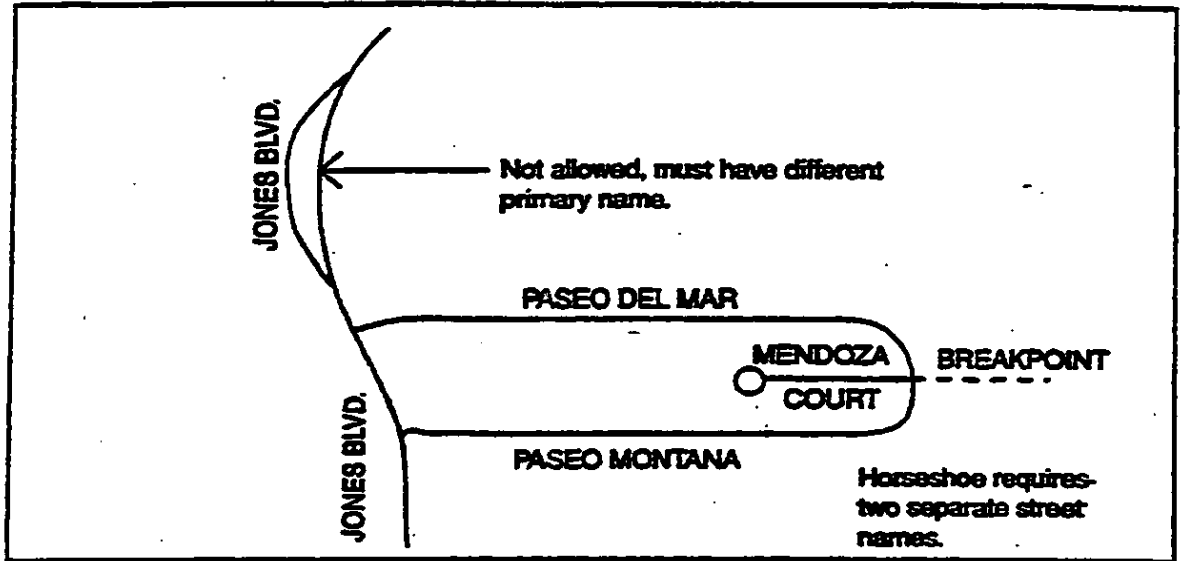 JONES BLVD.
Not allowed, must have different
primary name.
PASEO DEL MAR
MENDOZA
COURT
BREAKPOINT
JONES BLVD.
PASEO MONTANA
Horseshoe requires-
two separate street
names.